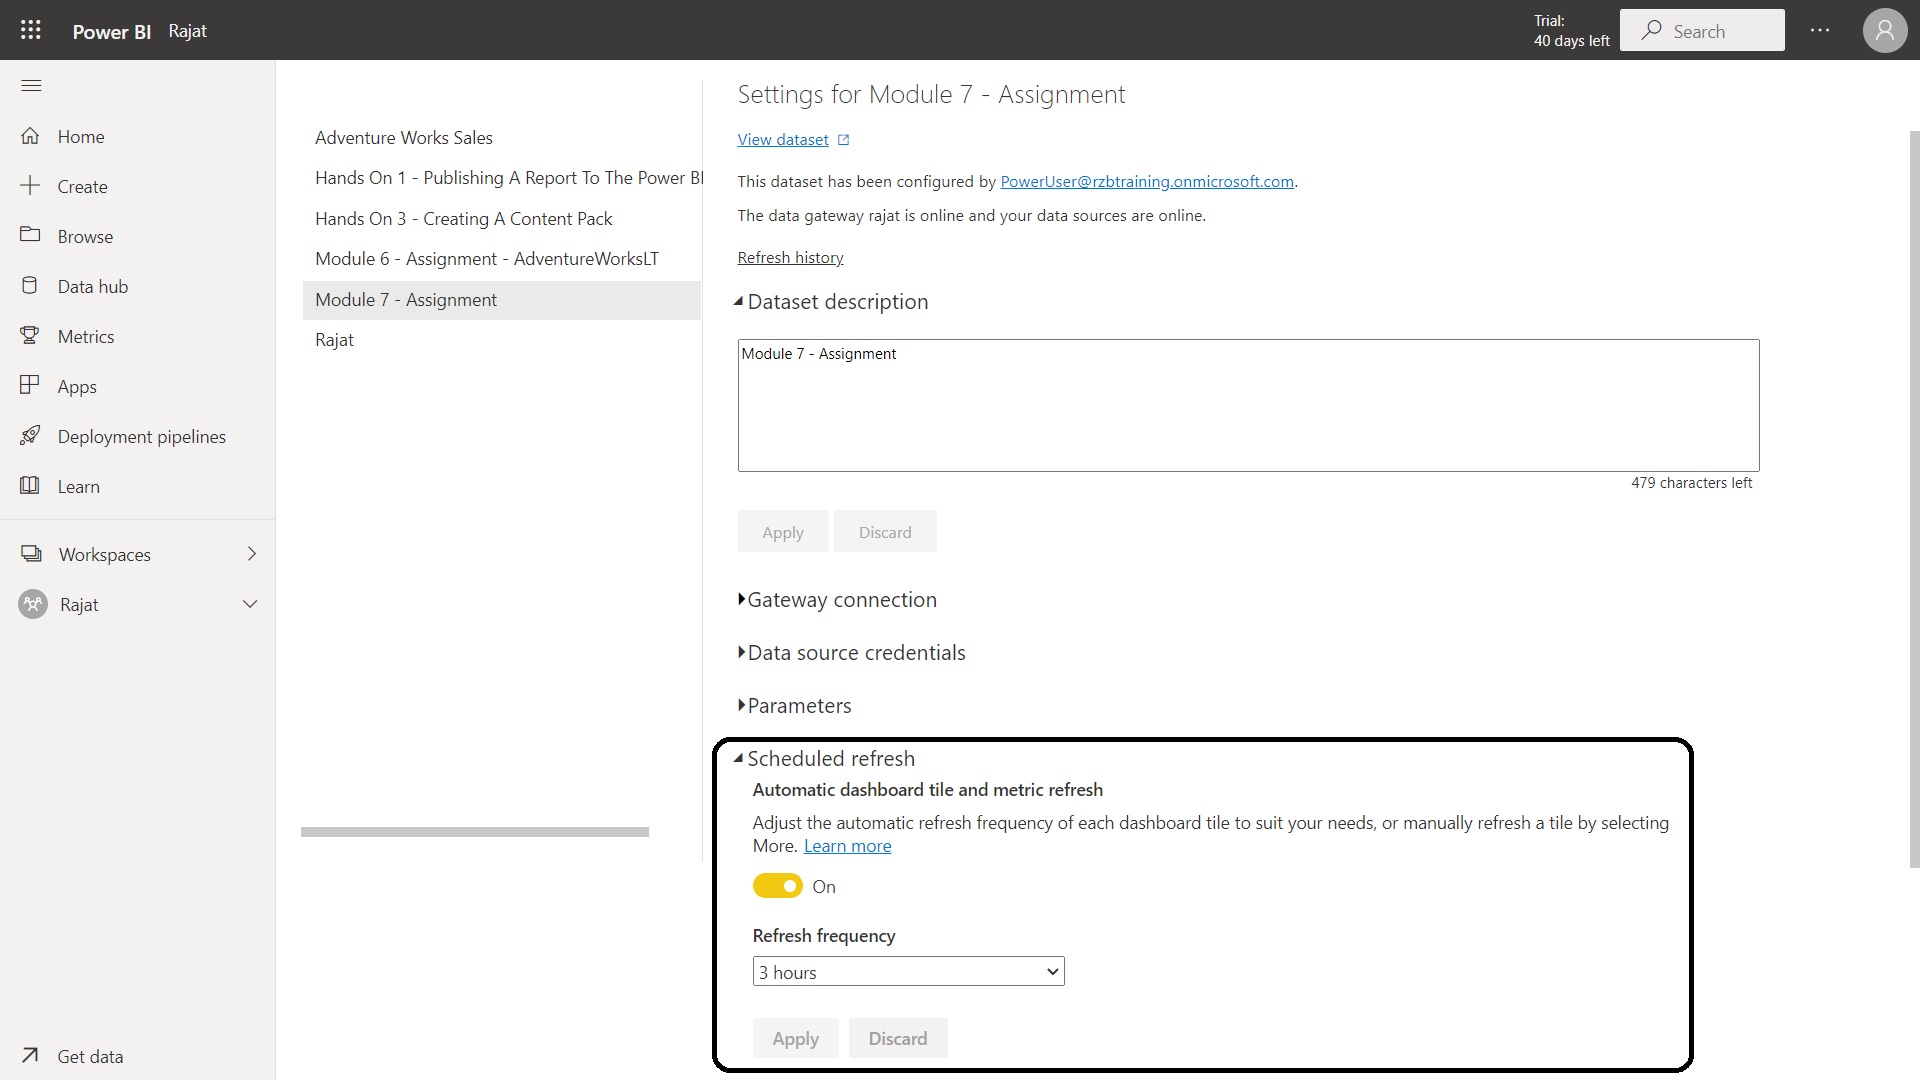 Power BI Rajat
Trial:
40 days left
Search
Home
Create
Browse
Data hub
Metrics
Apps
Deployment pipelines
Learn
Workspaces
Rajat
Get data
Adventure Works Sales
Hands On 1 - Publishing A Report To The Power BI
Hands On 3 - Creating A Content Pack
Module 6 - Assignment - AdventureWorksLT
Module 7 - Assignment
Rajat
Settings for Module 7 - Assignment
View dataset
This dataset has been configured by PowerUser@rzbtraining.onmicrosoft.com.
The data gateway rajat is online and your data sources are online.
Refresh history
Dataset description
Module 7 - Assignment
479 characters left
Apply Discard
Gateway connection
Data source credentials
Parameters
Scheduled refresh
Automatic dashboard tile and metric refresh
Adjust the automatic refresh frequency of each dashboard tile to suit your needs, or manually refresh a tile by selecting
More. Learn more
On
Refresh frequency
3 hours
Apply Discard